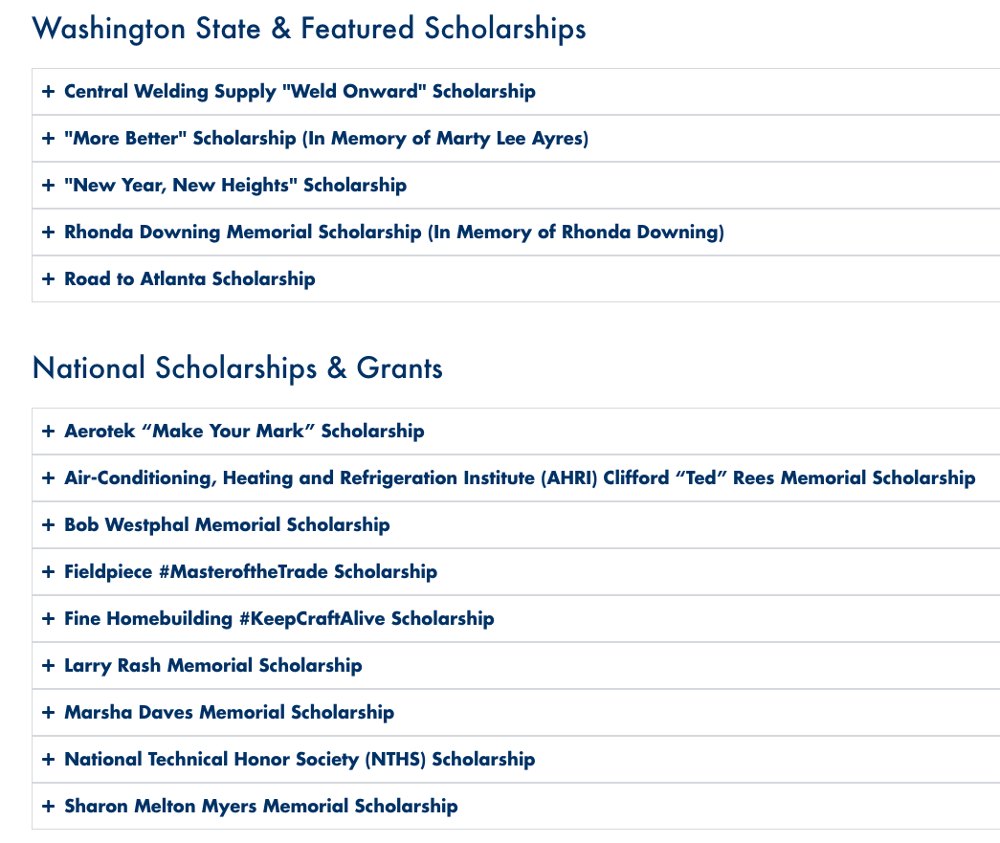 Washington State & Featured Scholarships
+ Central Welding Supply "Weld Onward" Scholarship
+ "More Better" Scholarship (In Memory of Marty Lee Ayres)
+ "New Year, New Heights" Scholarship
+ Rhonda Downing Memorial Scholarship (In Memory of Rhonda Downing)
+ Road to Atlanta Scholarship
National Scholarships & Grants
+ Aerotek “Make Your Mark” Scholarship
+ Air-Conditioning, Heating and Refrigeration Institute (AHRI) Clifford “Ted” Rees Memorial Scholarship
+ Bob Westphal Memorial Scholarship
+ Fieldpiece #MasteroftheTrade Scholarship
+ Fine Homebuilding #KeepCraftAlive Scholarship
+ Larry Rash Memorial Scholarship
+ Marsha Daves Memorial Scholarship
+ National Technical Honor Society (NTHS) Scholarship
+ Sharon Melton Myers Memorial Scholarship